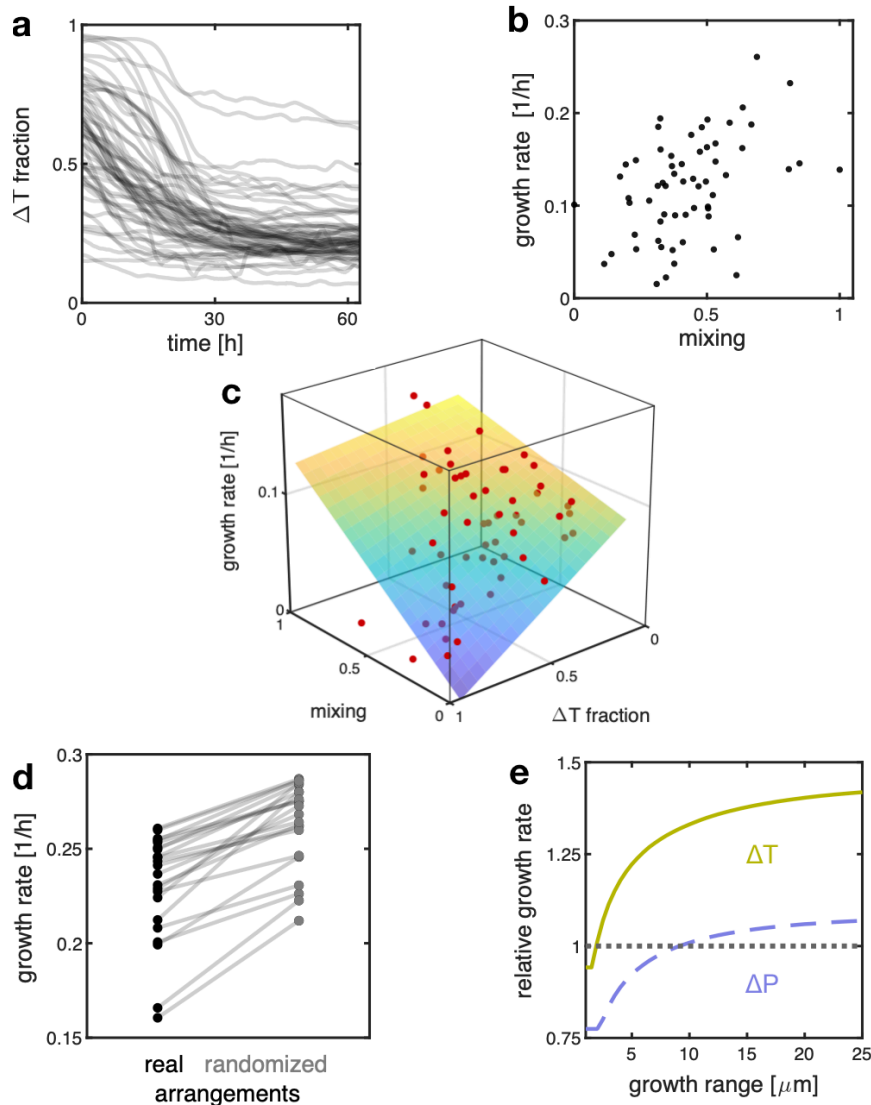 a
1
0.5
0
ΔT fraction
0
30
60
time [h]
b
0.3
0.2
0.1
0
growth rate [1/h]
0
0.5
1
mixing
c
growth rate [1/h]
0.1
0
1
0.5
0
mixing
1
0.5
0
ΔT fraction
d
0.3
0.25
0.2
0.15
growth rate [1/h]
real randomized
arrangements
e
1.5
1.25
1
0.75
relative growth rate
ΔT
ΔP
5
10
15
20
25
growth range [μm]